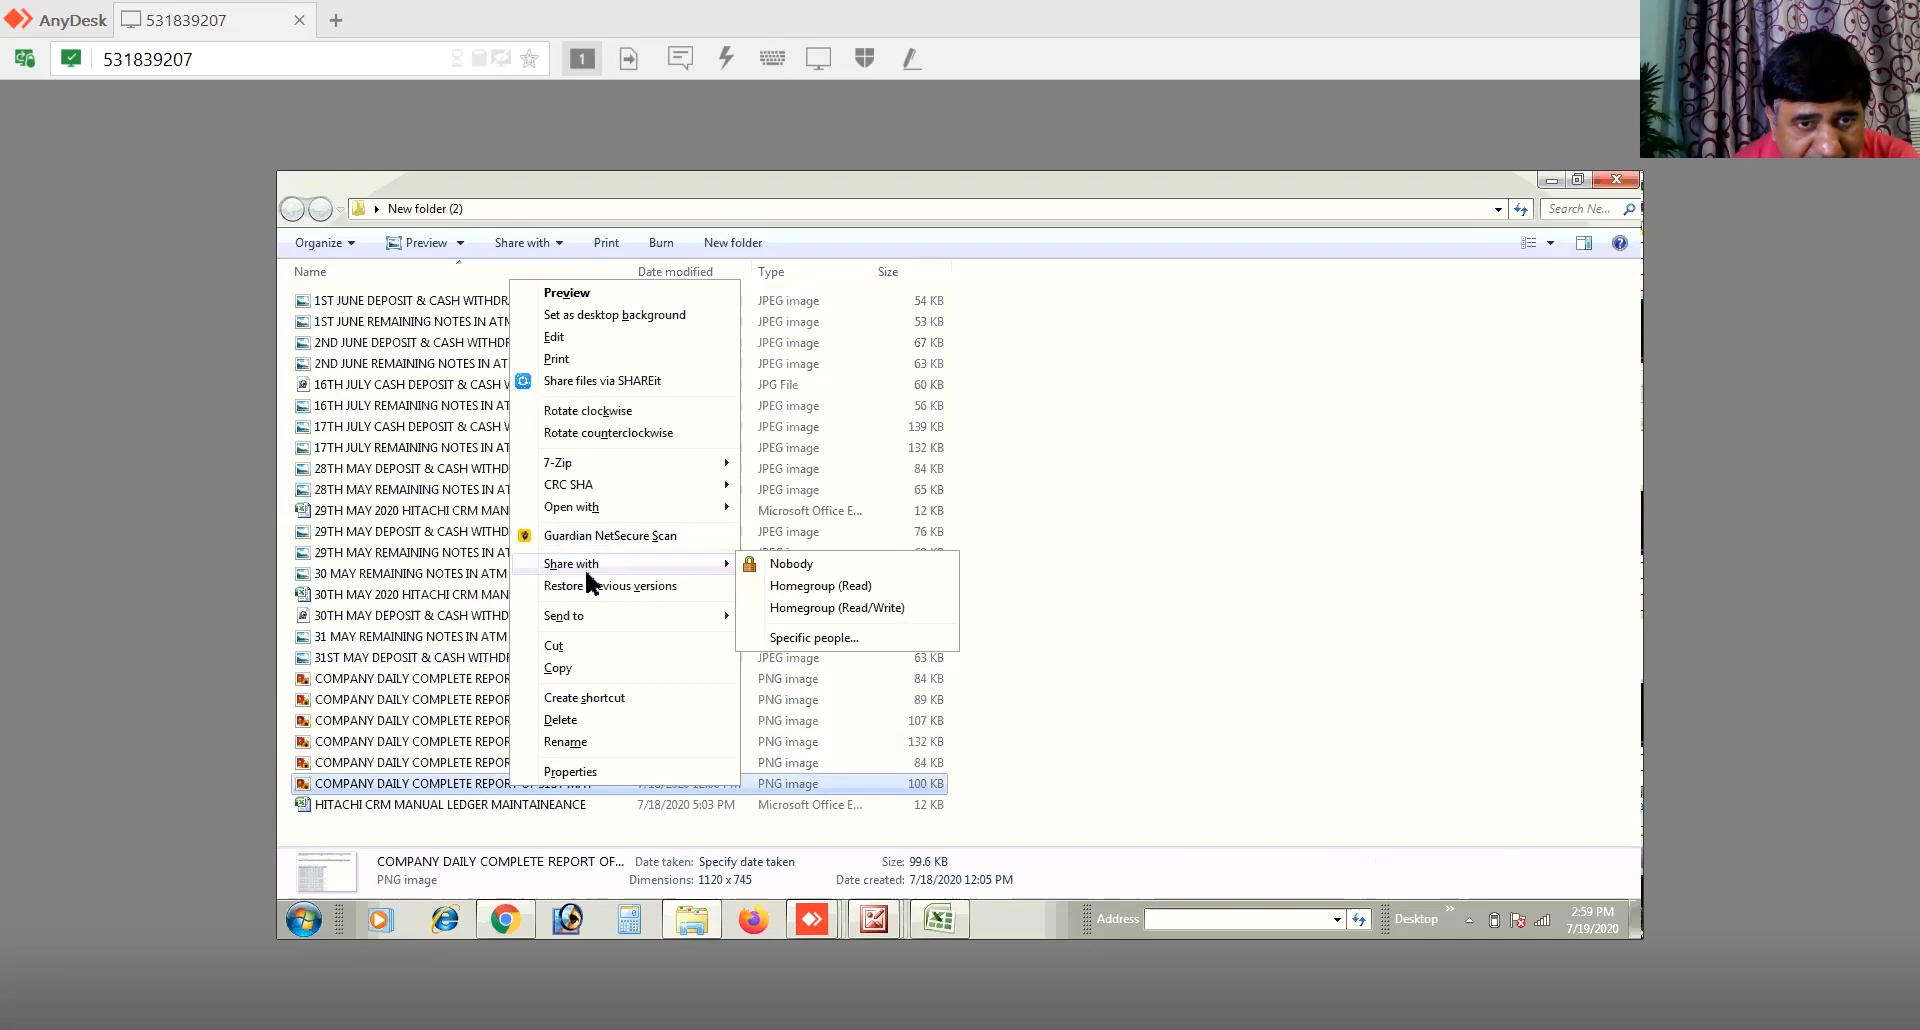 AnyDesk
531839207
531839207
1
New folder (2)
Search Ne...
Organize
Preview
Share with
Print
Burn
New folder
Name
Date modified
Type
Size
1ST JUNE DEPOSIT & CASH WITHDR
JPEG image
54 KB
1ST JUNE REMAINING NOTES IN ATM
JPEG image
53 KB
2ND JUNE DEPOSIT & CASH WITHDR
JPEG image
67 KB
2ND JUNE REMAINING NOTES IN AT
JPEG image
63 KB
16TH JULY CASH DEPOSIT & CASH W
JPG File
60 KB
16TH JULY REMAINING NOTES IN AT
JPEG image
56 KB
17TH JULY CASH DEPOSIT & CASH W
JPEG image
139 KB
17TH JULY REMAINING NOTES IN AT
JPEG image
132 KB
28TH MAY DEPOSIT & CASH WITHD
JPEG image
84 KB
28TH MAY REMAINING NOTES IN AT
JPEG image
65 KB
29TH MAY 2020 HITACHI CRM MAN
Microsoft Office E...
12 KB
29TH MAY DEPOSIT & CASH WITHD
JPEG image
76 KB
29TH MAY REMAINING NOTES IN AT
30 MAY REMAINING NOTES IN ATM
30TH MAY 2020 HITACHI CRM MAN
30TH MAY DEPOSIT & CASH WITHD
31 MAY REMAINING NOTES IN ATM
31ST MAY DEPOSIT & CASH WITHDR
JPEG image
63 KB
COMPANY DAILY COMPLETE REPOR
PNG image
84 KB
COMPANY DAILY COMPLETE REPOR
PNG image
89 KB
COMPANY DAILY COMPLETE REPOR
PNG image
107 KB
COMPANY DAILY COMPLETE REPOR
PNG image
132 KB
COMPANY DAILY COMPLETE REPOR
PNG image
84 KB
COMPANY DAILY COMPLETE REPOR
PNG image
100 KB
HITACHI CRM MANUAL LEDGER MAINTAINEANCE
7/18/2020 5:03 PM
Microsoft Office E...
12 KB
Preview
Set as desktop background
Edit
Print
Share files via SHAREit
Rotate clockwise
Rotate counterclockwise
7-Zip
CRC SHA
Open with
Guardian NetSecure Scan
Share with
Restore previous versions
Send to
Cut
Copy
Create shortcut
Delete
Rename
Properties
Nobody
Homegroup (Read)
Homegroup (Read/Write)
Specific people...
COMPANY DAILY COMPLETE REPORT OF...
Date taken: Specify date taken
Size: 99.6 KB
PNG image
Dimensions: 1120 x 745
Date created: 7/18/2020 12:05 PM
Address
Desktop
2:59 PM
7/19/2020